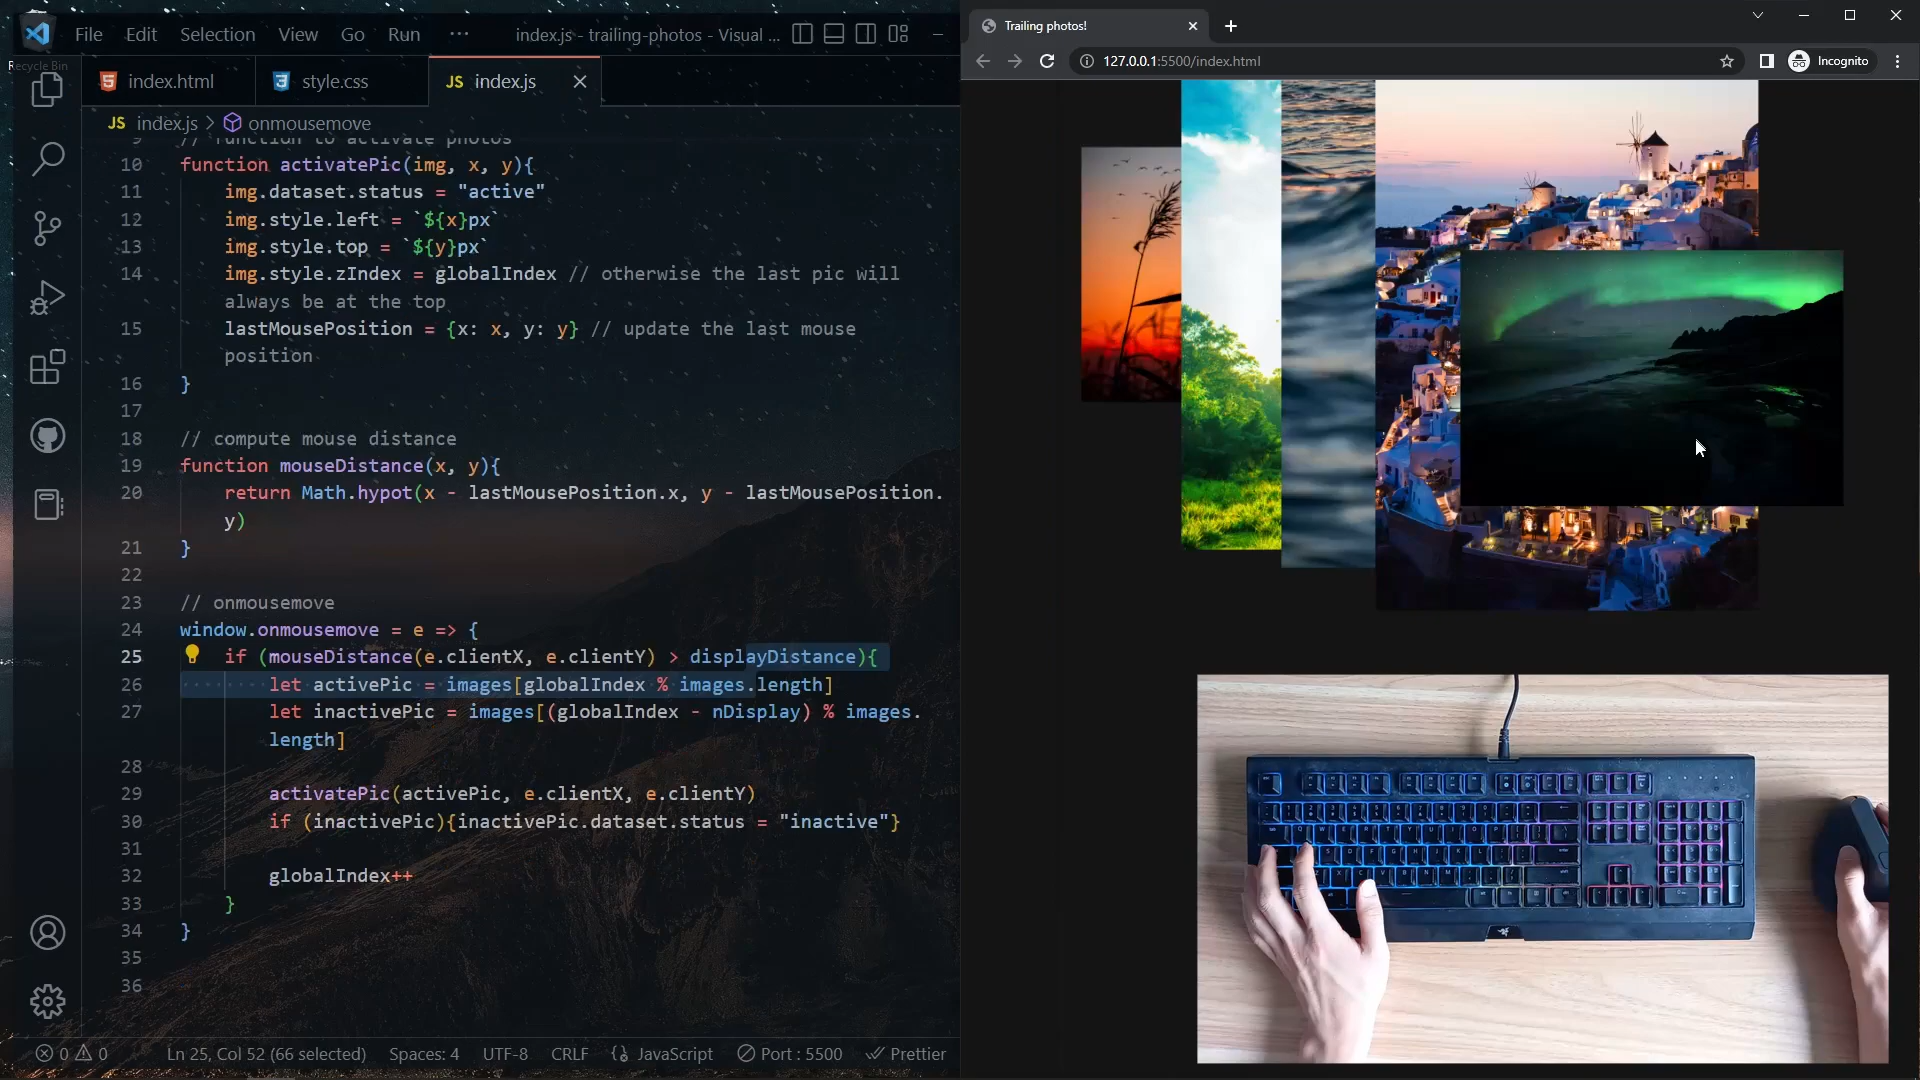 File Edit Selection View Go Run ··· index.js - trailing-photos - Visual ...
Recycle Bin
index.html style.css JS index.js
JS index.js > onmousemove
9 // function to activate photos
10 function activatePic(img, x, y){
11 img.dataset.status = "active"
12 img.style.left = `${x}px`
13 img.style.top = `${y}px`
14 img.style.zIndex = globalIndex // otherwise the last pic will
always be at the top
15 lastMousePosition = {x: x, y: y} // update the last mouse
position
16 }
17
18 // compute mouse distance
19 function mouseDistance(x, y){
20 return Math.hypot(x - lastMousePosition.x, y - lastMousePosition.
y)
21 }
22
23 // onmousemove
24 window.onmousemove = e => {
25 if (mouseDistance(e.clientX, e.clientY) > displayDistance){
26 let activePic = images[globalIndex % images.length]
27 let inactivePic = images[(globalIndex - nDisplay) % images.
length]
28
29 activatePic(activePic, e.clientX, e.clientY)
30 if (inactivePic){inactivePic.dataset.status = "inactive"}
31
32 globalIndex++
33 }
34 }
35
36
0 0 Ln 25, Col 52 (66 selected) Spaces: 4 UTF-8 CRLF {} JavaScript Port : 5500 Prettier
Trailing photos!
127.0.0.1:5500/index.html Incognito